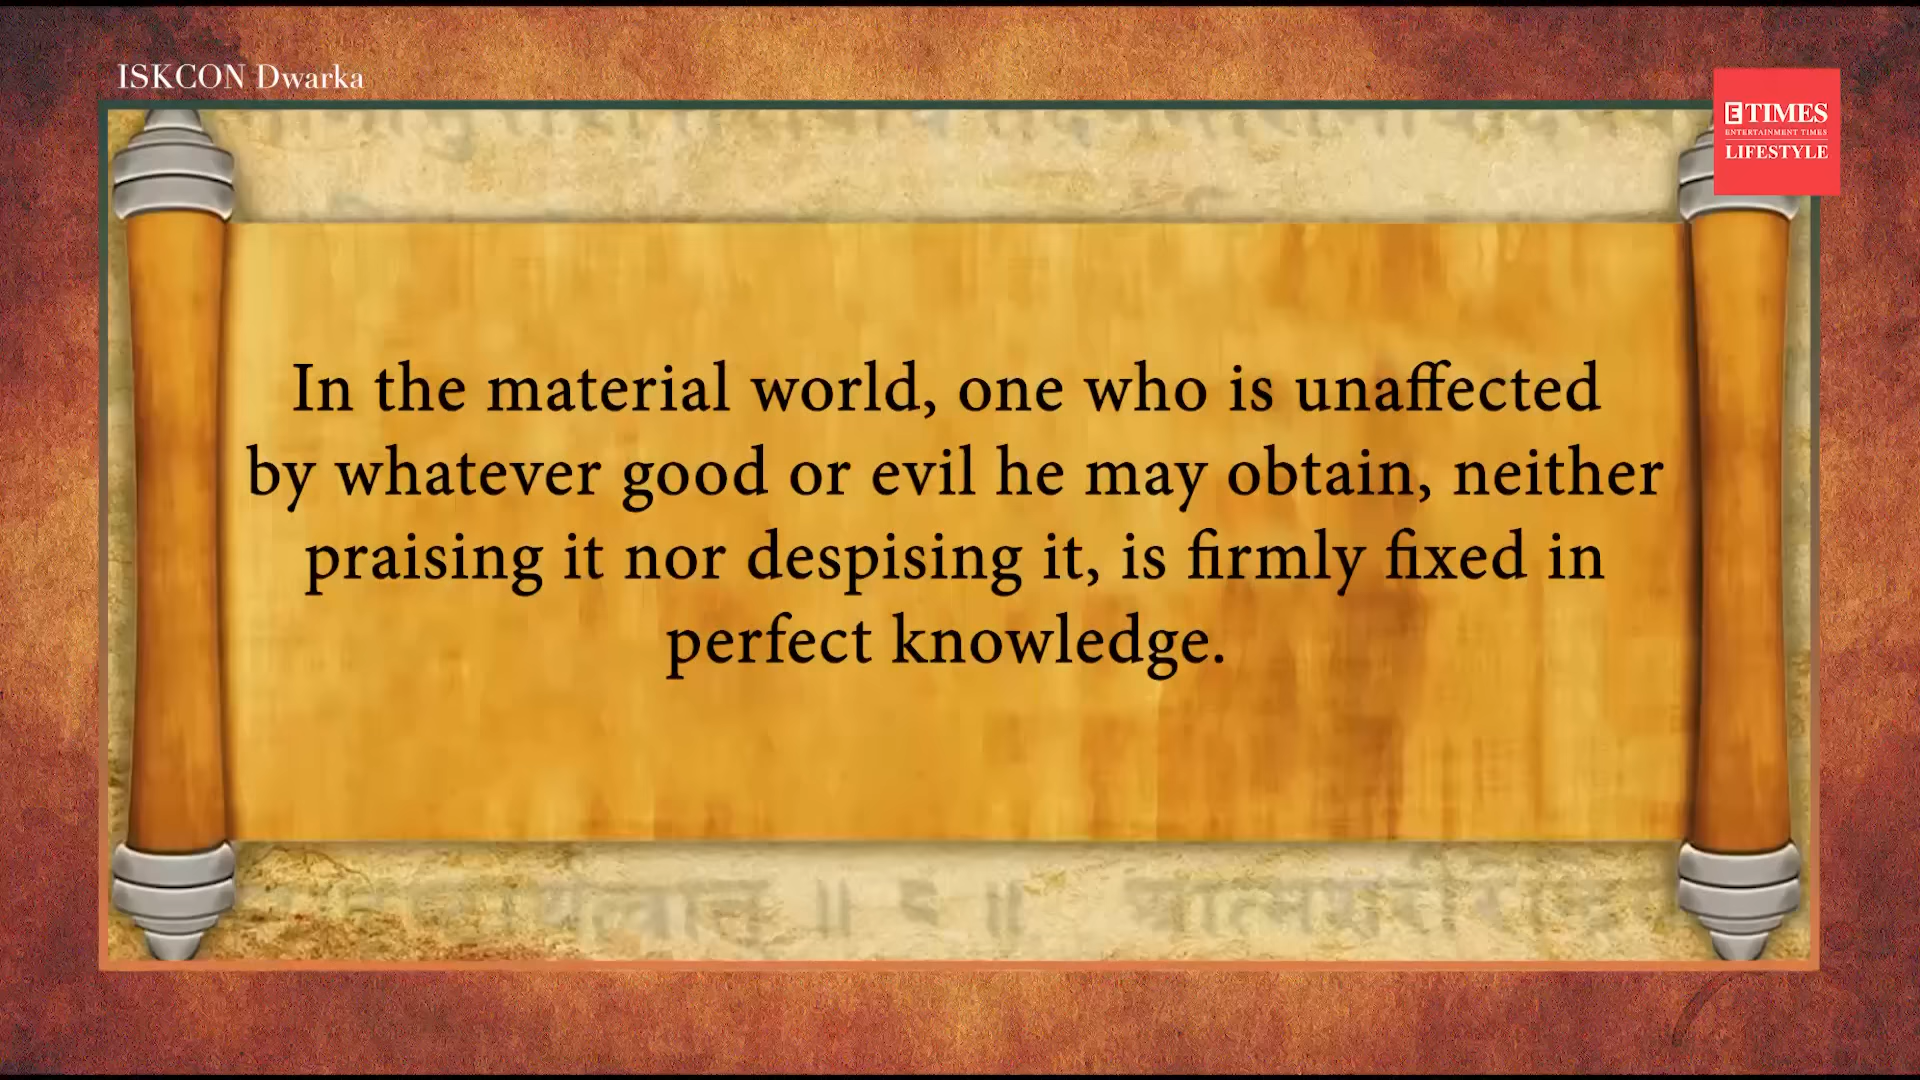 ISKCON Dwarka
ETIMES
ENTERTAINMENT TIMES
LIFESTYLE
In the material world, one who is unaffected
by whatever good or evil he may obtain, neither
praising it nor despising it, is firmly fixed in
perfect knowledge.